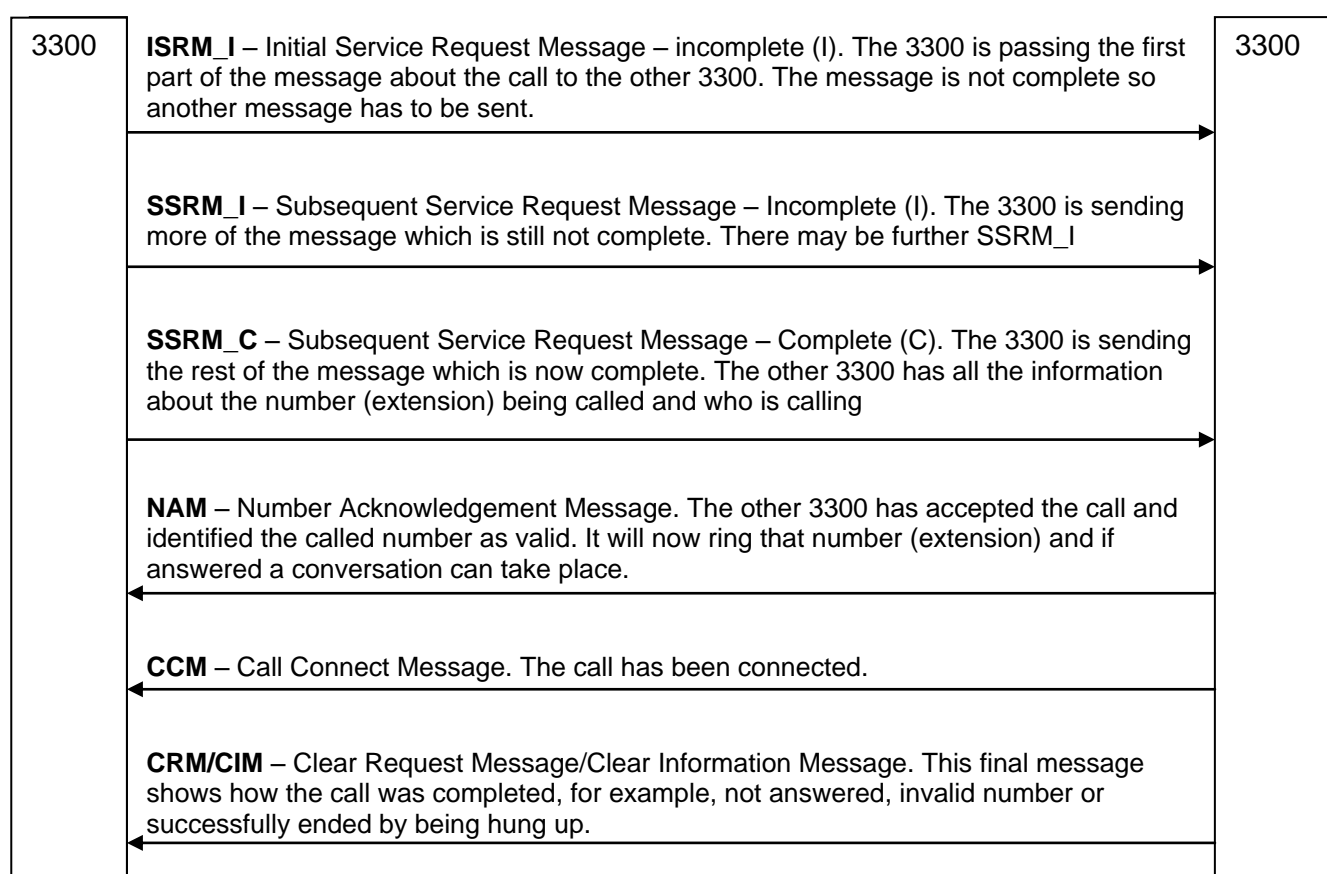 3300
ISRM_I – Initial Service Request Message – incomplete (I). The 3300 is passing the first
part of the message about the call to the other 3300. The message is not complete so
another message has to be sent.
3300
SSRM_I – Subsequent Service Request Message – Incomplete (I). The 3300 is sending
more of the message which is still not complete. There may be further SSRM_I
SSRM_C – Subsequent Service Request Message – Complete (C). The 3300 is sending
the rest of the message which is now complete. The other 3300 has all the information
about the number (extension) being called and who is calling
NAM – Number Acknowledgement Message. The other 3300 has accepted the call and
identified the called number as valid. It will now ring that number (extension) and if
answered a conversation can take place.
CCM – Call Connect Message. The call has been connected.
CRM/CIM – Clear Request Message/Clear Information Message. This final message
shows how the call was completed, for example, not answered, invalid number or
successfully ended by being hung up.